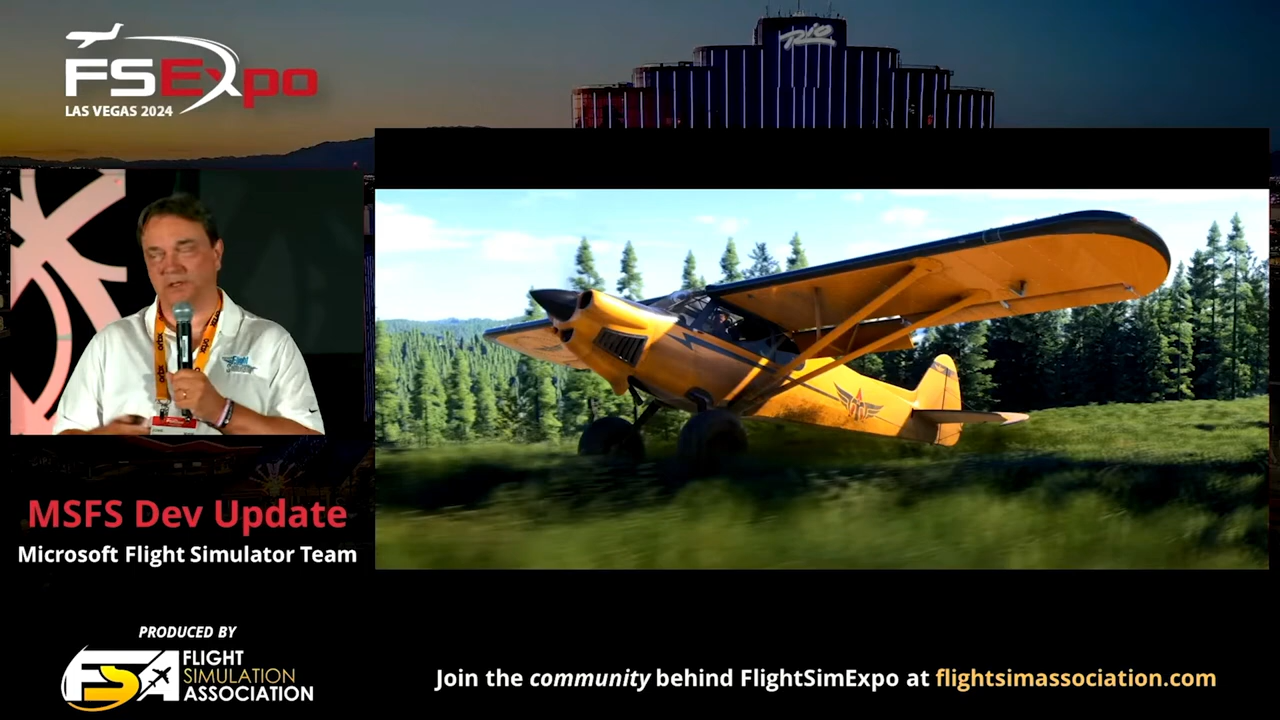 FSExpo
LAS VEGAS 2024
Rio
orbx
MSFS Dev Update
Microsoft Flight Simulator Team
PRODUCED BY
FSA
FLIGHT
SIMULATION
ASSOCIATION
Join the community behind FlightSimExpo at flightsimassociation.com